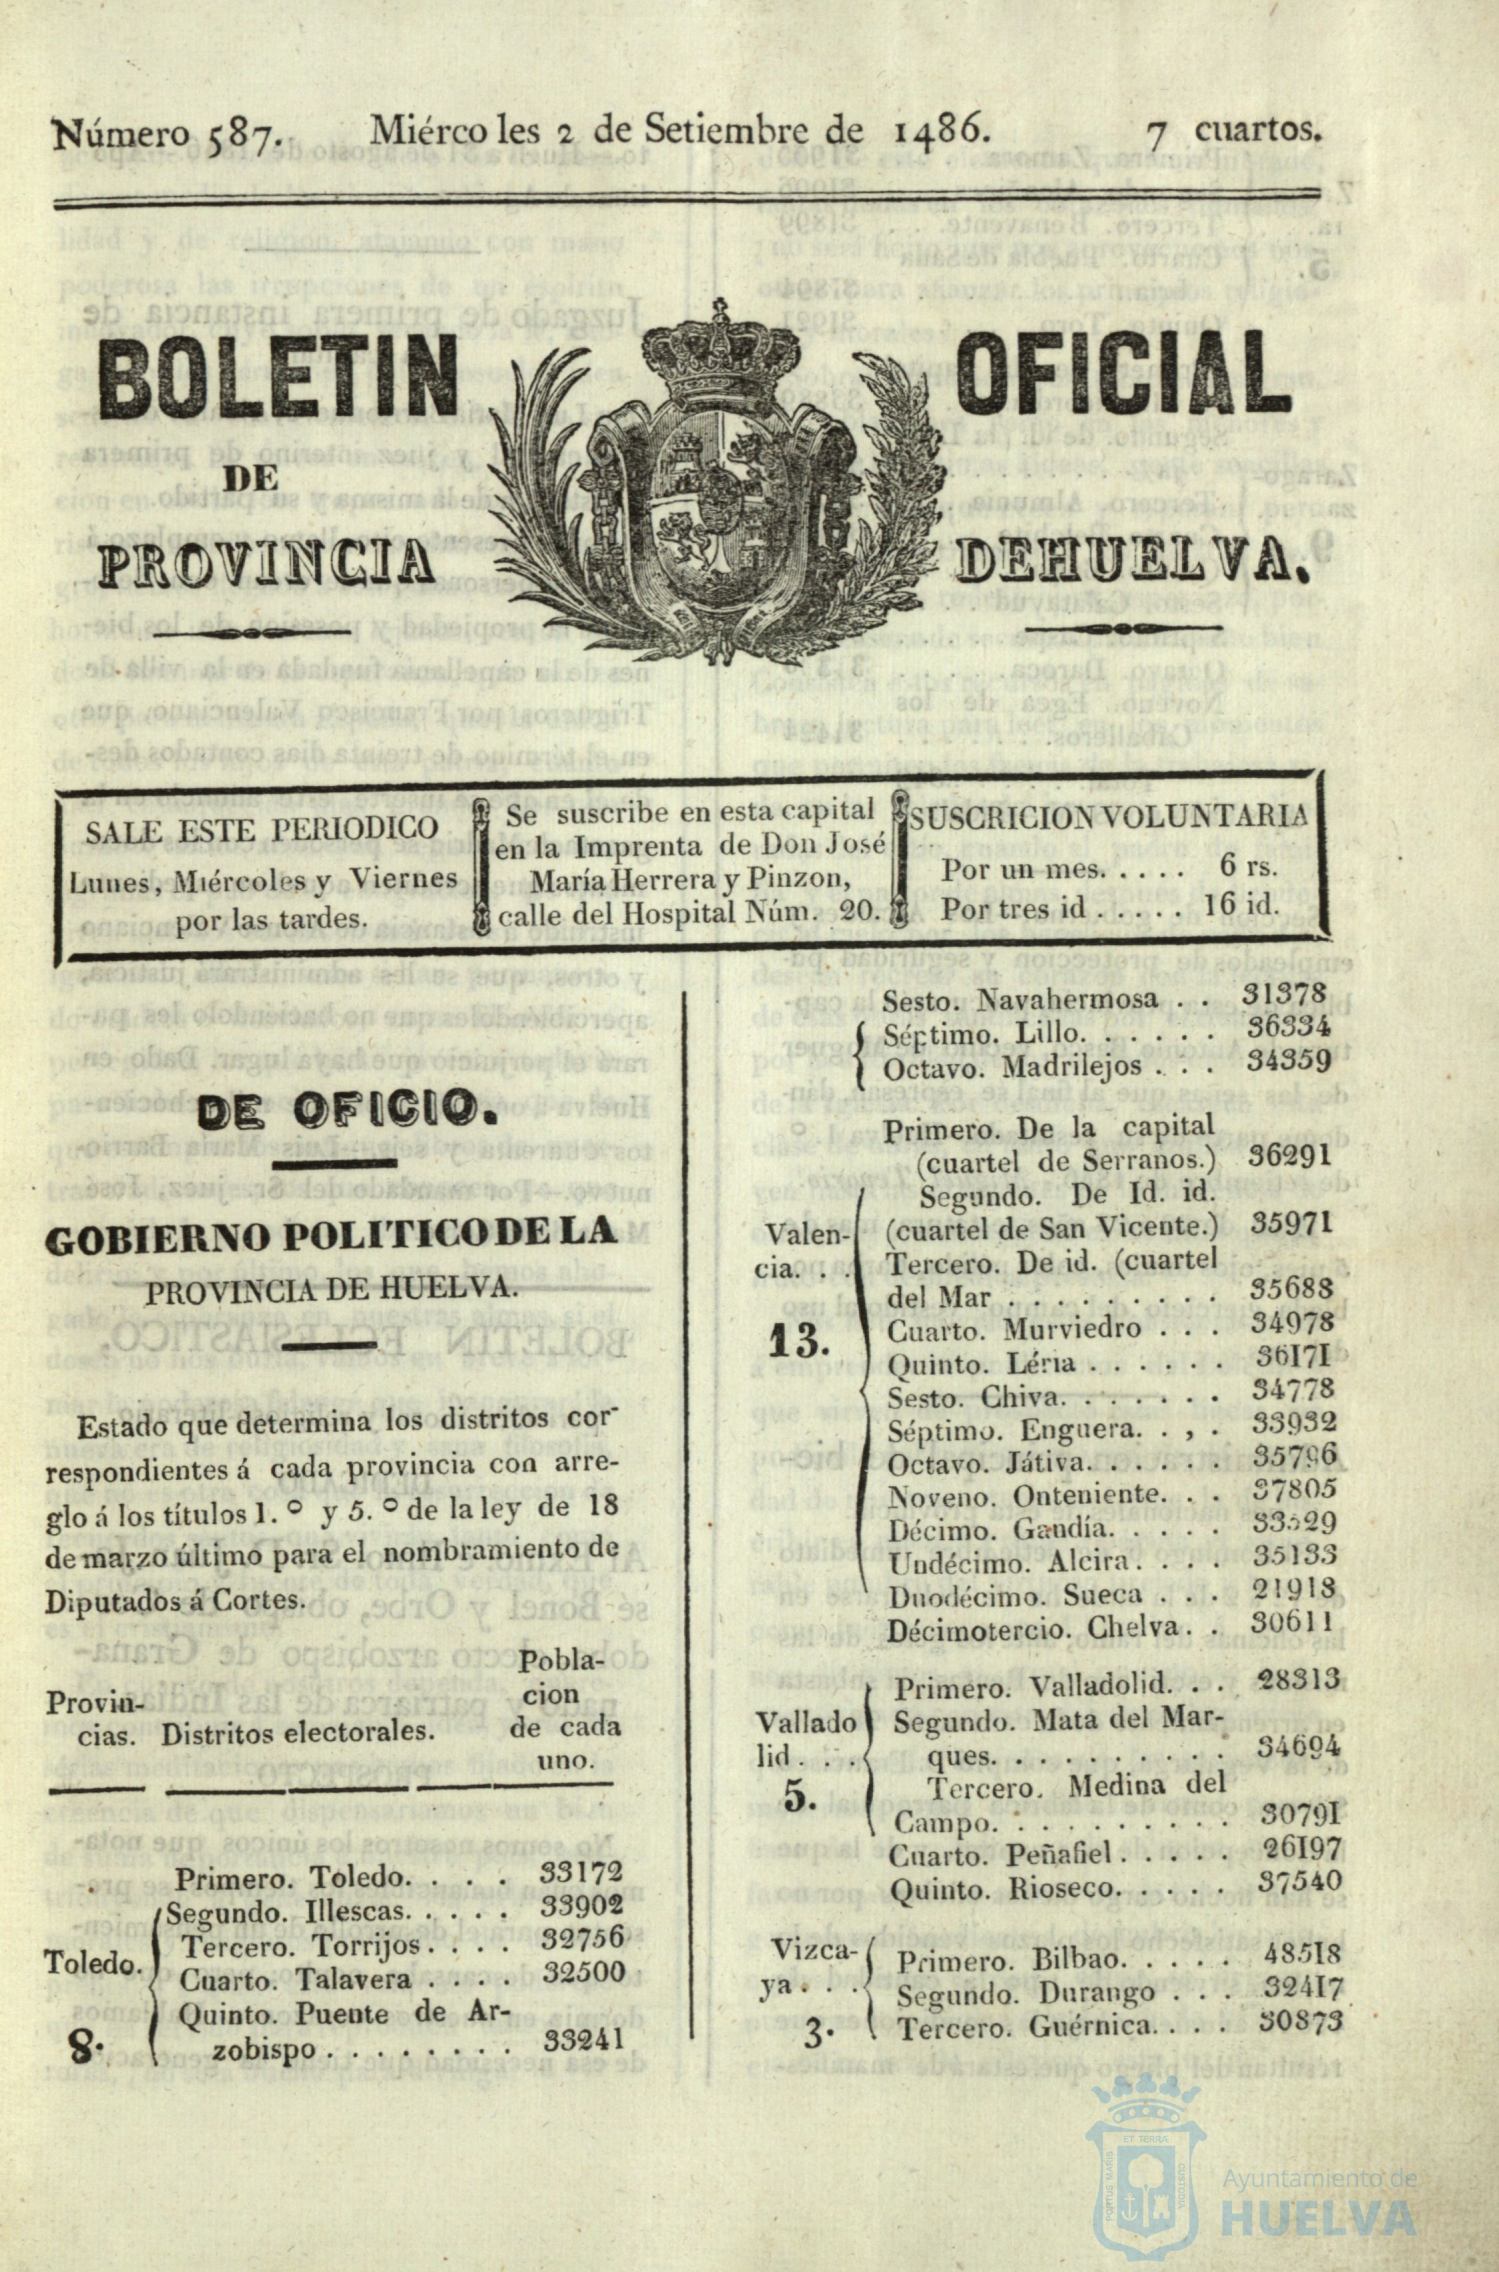 Número 587. Miérco les 2 de Setiembre de 1486. 7 cuartos.
BOLETIN OFICIAL
DE
PROVINCIA DEHUELVA.
SALE ESTE PERIODICO
Lunes, Miércoles y Viernes
por las tardes.
Se suscribe en esta capital
en la Imprenta de Don José
María Herrera y Pinzon,
calle del Hospital Núm. 20.
SUSCRICION VOLUNTARIA
Por un mes. . . . . 6 rs.
Por tres id . . . . . 16 id.
DE OFICIO.
GOBIERNO POLITICO DE LA
PROVINCIA DE HUELVA.
Estado que determina los distritos cor-
respondientes á cada provincia con arre-
glo á los títulos 1. º y 5. º de la ley de 18
de marzo último para el nombramiento de
Diputados á Cortes.
Provin-
cias. Distritos electorales.
Pobla-
cion
de cada
uno.
Primero. Toledo. . . . . 33172
Segundo. Illescas. . . . . 33902
Tercero. Torrijos . . . . 32756
Toledo.
Cuarto. Talavera . . . . 32500
Quinto. Puente de Ar-
8. zobispo . . . . . . . . 33241
Sesto. Navahermosa . . 31378
Séptimo. Lillo. . . . . . 36334
Octavo. Madrilejos . . . 34359
Primero. De la capital
(cuartel de Serranos.) 36291
Segundo. De Id. id.
Valen- (cuartel de San Vicente.) 35971
cia. . . Tercero. De id. (cuartel
del Mar . . . . . . . . . 35688
13. Cuarto. Murviedro . . . 34978
Quinto. Léria . . . . . . 36171
Sesto. Chiva. . . . . . . 34778
Séptimo. Enguera. . , . 33932
Octavo. Játiva. . . . . . 35796
Noveno. Onteniente. . . 37805
Décimo. Gandía. . . . . 33529
Undécimo. Alcira. . . . 35133
Duodécimo. Sueca . . . 21918
Décimotercio. Chelva. . 30611
Primero. Valladolid. . . 28313
Vallado Segundo. Mata del Mar-
lid . . . ques. . . . . . . . . . 34694
5. Tercero. Medina del
Campo. . . . . . . . . . 30791
Cuarto. Peñafiel . . . . . 26197
Quinto. Rioseco. . . . . 37540
Vizca- Primero. Bilbao. . . . . 48518
ya . . . Segundo. Durango . . . 32417
3. Tercero. Guérnica. . . . 30873
ET TERRÆ
PORTUS MARIS
CUSTODIA
Ayuntamiento de
HUELVA